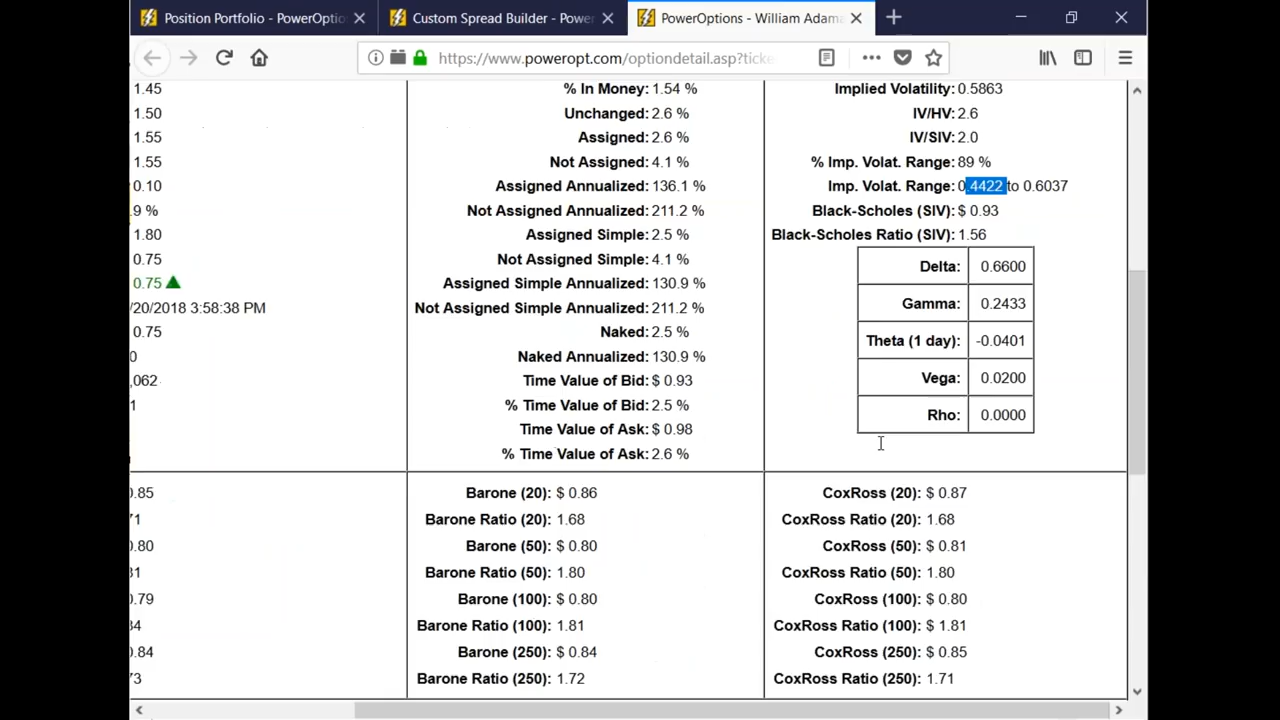 Position Portfolio - PowerOptio
Custom Spread Builder - Power
PowerOptions - William Adam
https://www.poweropt.com/optiondetail.asp?ticke
1.45 % In Money: 1.54 % Implied Volatility: 0.5863
1.50 Unchanged: 2.6 % IV/HV: 2.6
1.55 Assigned: 2.6 % IV/SIV: 2.0
1.55 Not Assigned: 4.1 % % Imp. Volat. Range: 89 %
0.10 Assigned Annualized: 136.1 % Imp. Volat. Range: 0.4422 to 0.6037
.9 % Not Assigned Annualized: 211.2 % Black-Scholes (SIV): $ 0.93
1.80 Assigned Simple: 2.5 % Black-Scholes Ratio (SIV): 1.56
0.75 Not Assigned Simple: 4.1 % Delta: 0.6600
0.75 Assigned Simple Annualized: 130.9 % Gamma: 0.2433
/20/2018 3:58:38 PM Not Assigned Simple Annualized: 211.2 %
0.75 Naked: 2.5 % Theta (1 day): -0.0401
0 Naked Annualized: 130.9 %
,062 Time Value of Bid: $ 0.93 Vega: 0.0200
1 % Time Value of Bid: 2.5 % Rho: 0.0000
Time Value of Ask: $ 0.98
% Time Value of Ask: 2.6 %
0.85 Barone (20): $ 0.86 CoxRoss (20): $ 0.87
71 Barone Ratio (20): 1.68 CoxRoss Ratio (20): 1.68
0.80 Barone (50): $ 0.80 CoxRoss (50): $ 0.81
31 Barone Ratio (50): 1.80 CoxRoss Ratio (50): 1.80
0.79 Barone (100): $ 0.80 CoxRoss (100): $ 0.80
34 Barone Ratio (100): 1.81 CoxRoss Ratio (100): $ 1.81
0.84 Barone (250): $ 0.84 CoxRoss (250): $ 0.85
73 Barone Ratio (250): 1.72 CoxRoss Ratio (250): 1.71